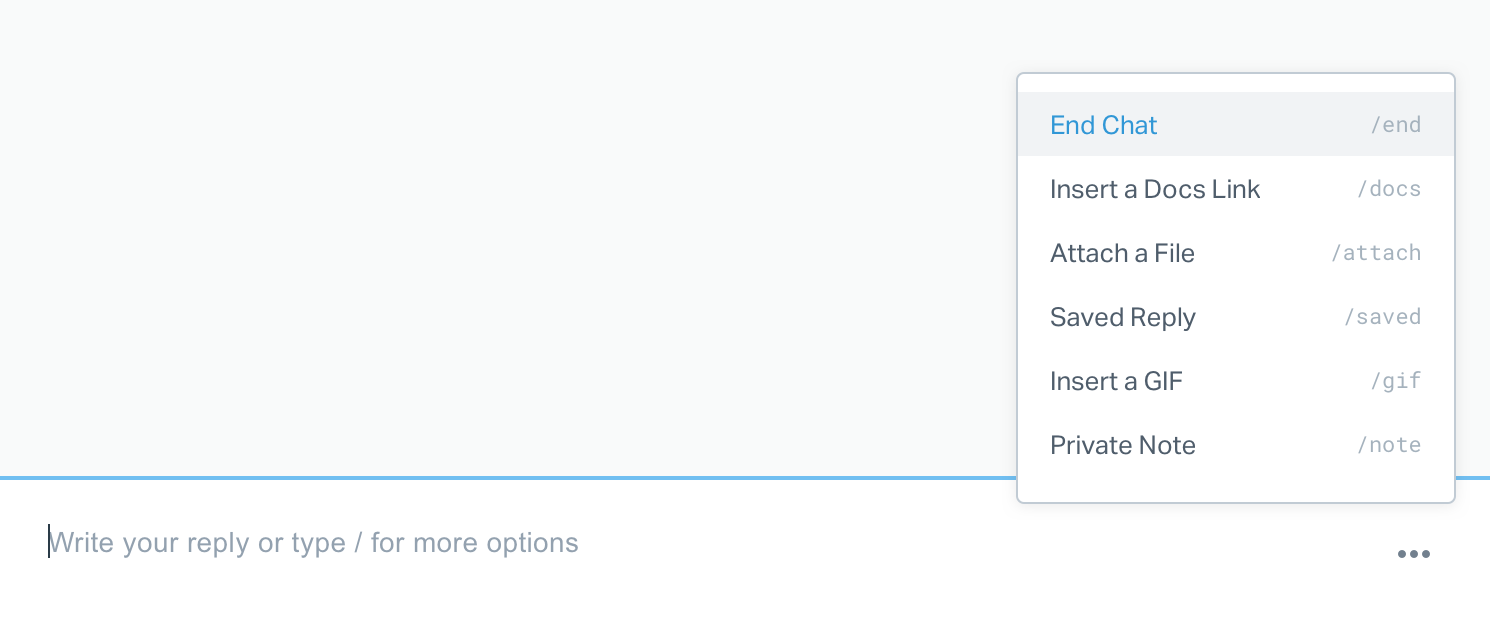 End Chat /end
Insert a Docs Link /docs
Attach a File /attach
Saved Reply /saved
Insert a GIF /gif
Private Note /note
Write your reply or type / for more options